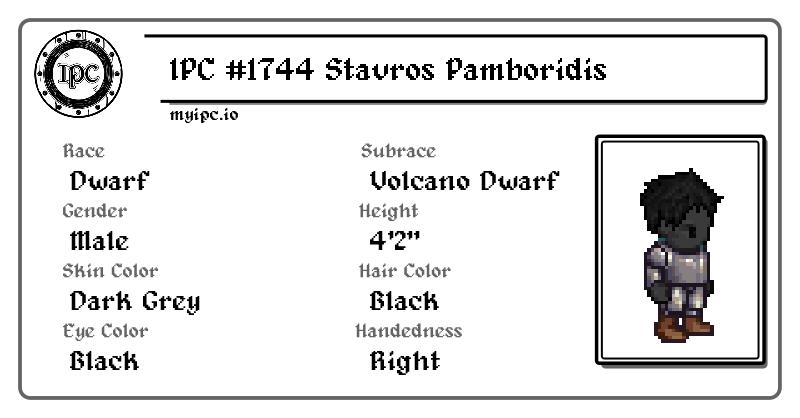 IPC
IPC #1744 Stavros Pamboridis
myipc.io
Race
Dwarf
Subrace
Volcano Dwarf
Gender
Male
Height
4'2"
Skin Color
Dark Grey
Hair Color
Black
Eye Color
Black
Handedness
Right